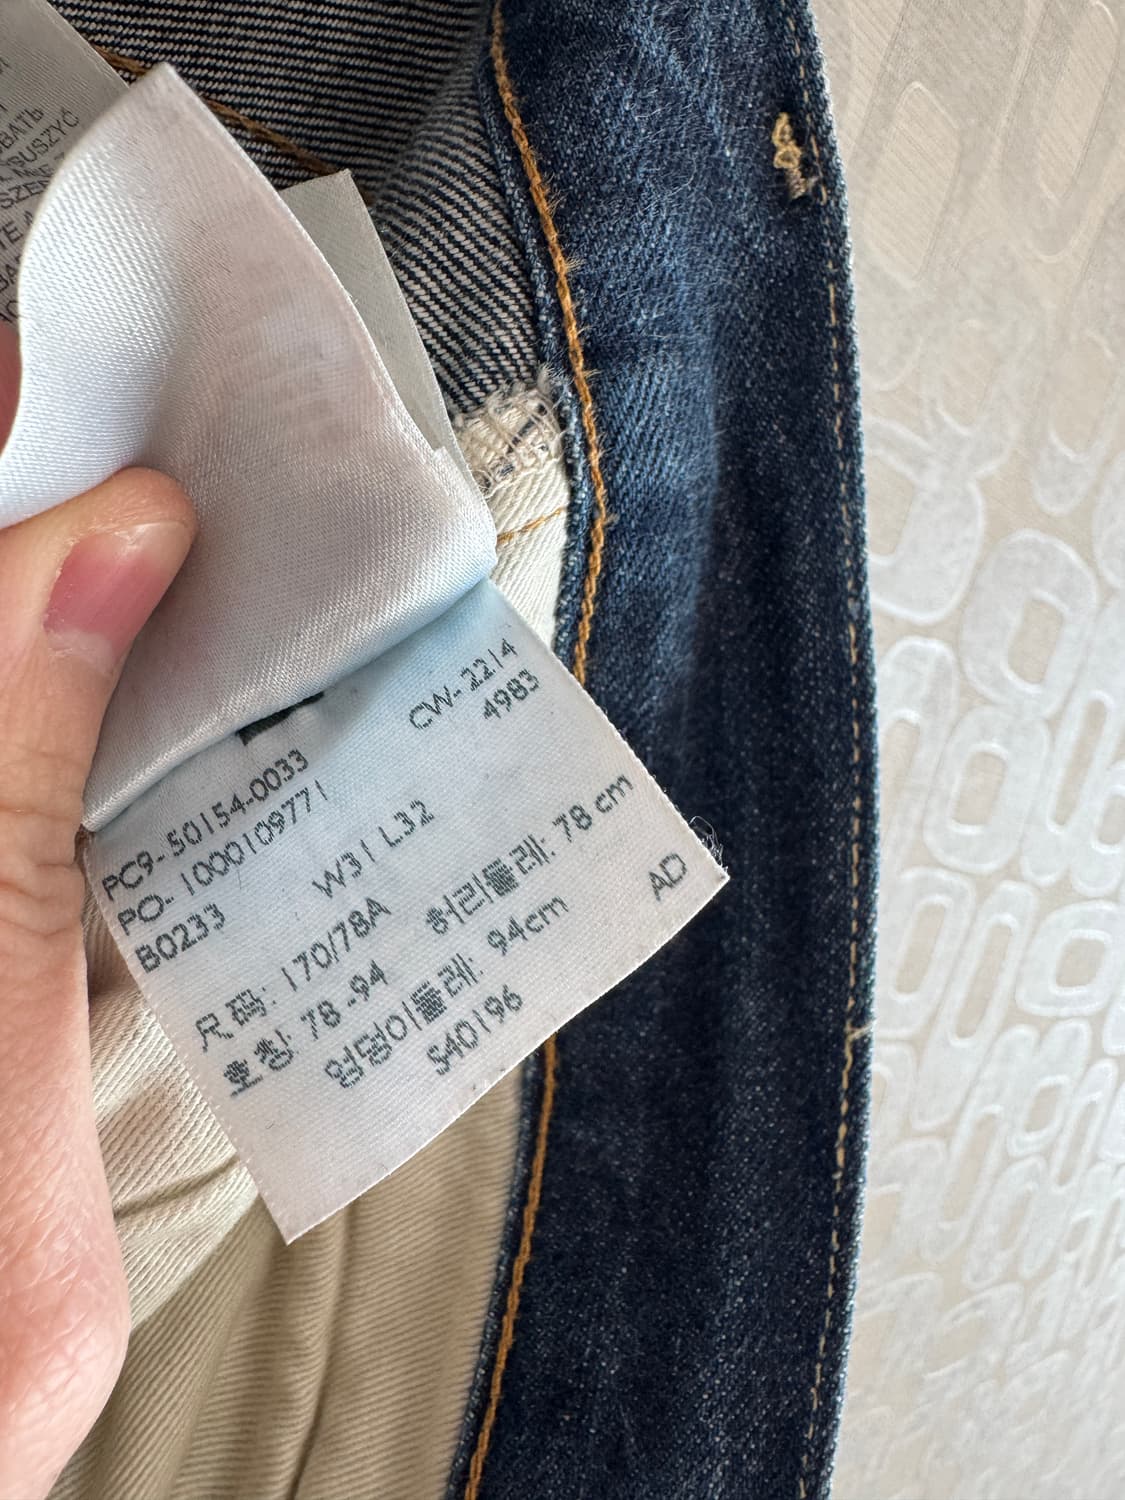 CW-2214
4983
PC9-50154-0033
PO-1000109771
B0233
W31 L32
尺码: 170/78A
허리둘레: 78 cm
호칭: 78-94
엉덩이둘레: 94cm
AD
S40196
SUSZYĆ